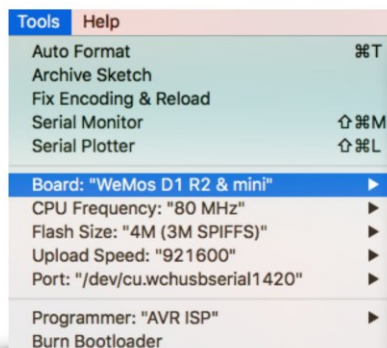 Tools Help
Auto Format ⌘T
Archive Sketch
Fix Encoding & Reload
Serial Monitor ⇧⌘M
Serial Plotter ⇧⌘L
Board: "WeMos D1 R2 & mini" ▶
CPU Frequency: "80 MHz" ▶
Flash Size: "4M (3M SPIFFS)" ▶
Upload Speed: "921600" ▶
Port: "/dev/cu.wchusbserial1420" ▶
Programmer: "AVR ISP" ▶
Burn Bootloader